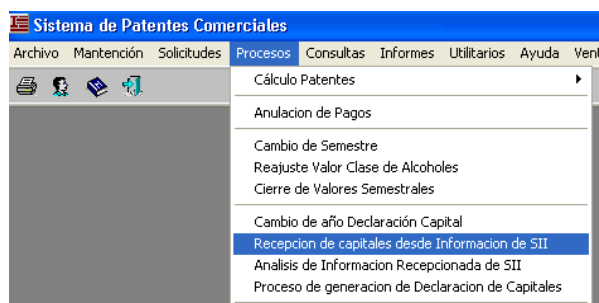 Sistema de Patentes Comerciales
Archivo Mantención Solicitudes Procesos Consultas Informes Utilitarios Ayuda Vent
Cálculo Patentes
Anulacion de Pagos
Cambio de Semestre
Reajuste Valor Clase de Alcoholes
Cierre de Valores Semestrales
Cambio de año Declaración Capital
Recepcion de capitales desde Informacion de SII
Analisis de Informacion Recepcionada de SII
Proceso de generacion de Declaracion de Capitales